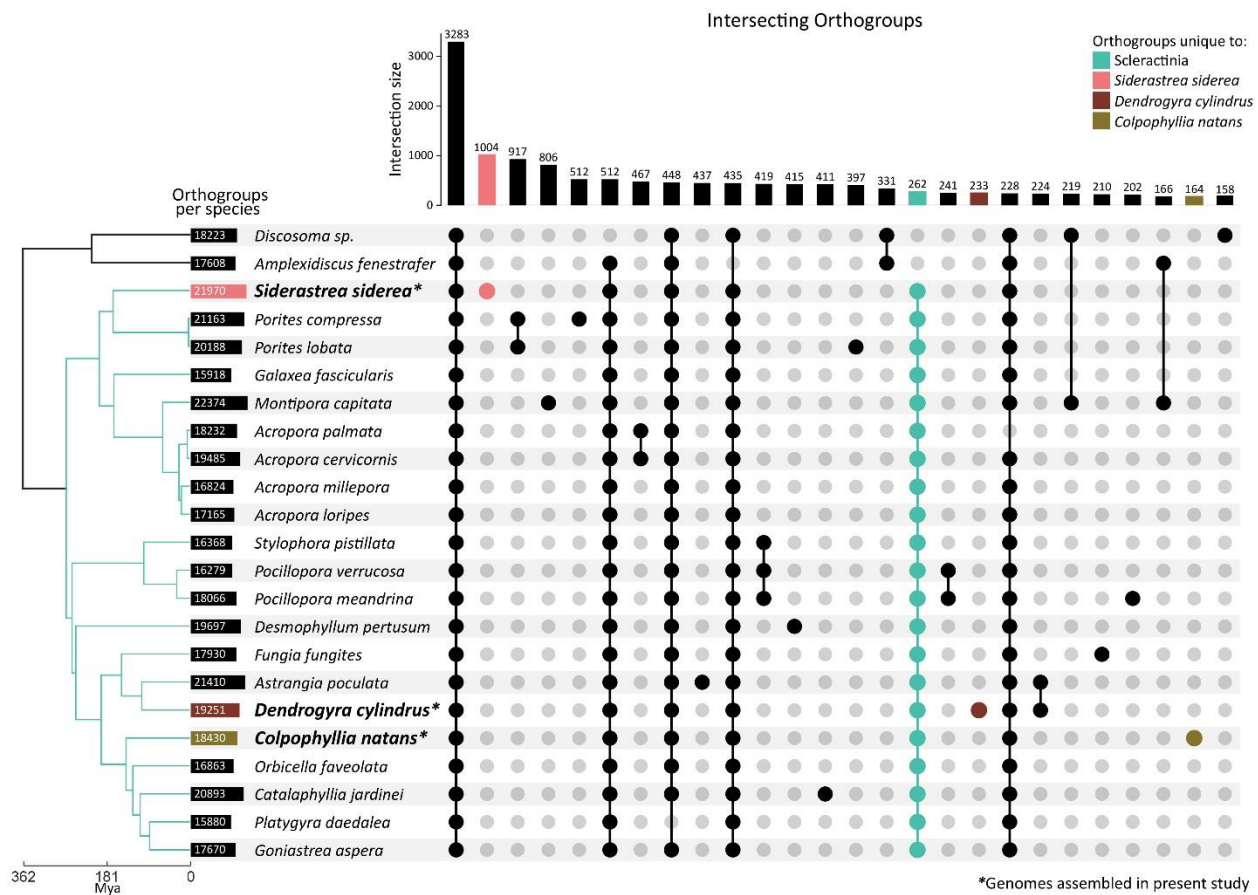 Intersecting Orthogroups
Orthogroups unique to:
Scleractinia
Siderastrea siderea
Dendrogyra cylindrus
Colpophyllia natans
Intersection size
3000
2000
1000
0
3283 1004 917 806 512 512 467 448 437 435 419 415 411 397 331 262 241 233 228 224 219 210 202 166 164 158
Orthogroups
per species
18223 Discosoma sp.
17608 Amplexidiscus fenestrafer
21970 Siderastrea siderea*
21163 Porites compressa
20188 Porites lobata
15918 Galaxea fascicularis
22374 Montipora capitata
18232 Acropora palmata
19485 Acropora cervicornis
16824 Acropora millepora
17165 Acropora loripes
16368 Stylophora pistillata
16279 Pocillopora verrucosa
18066 Pocillopora meandrina
19697 Desmophyllum pertusum
17930 Fungia fungites
21410 Astrangia poculata
19251 Dendrogyra cylindrus*
18430 Colpophyllia natans*
16863 Orbicella faveolata
20893 Catalaphyllia jardinei
15880 Platygyra daedalea
17670 Goniastrea aspera
362 181 0
Mya
*Genomes assembled in present study